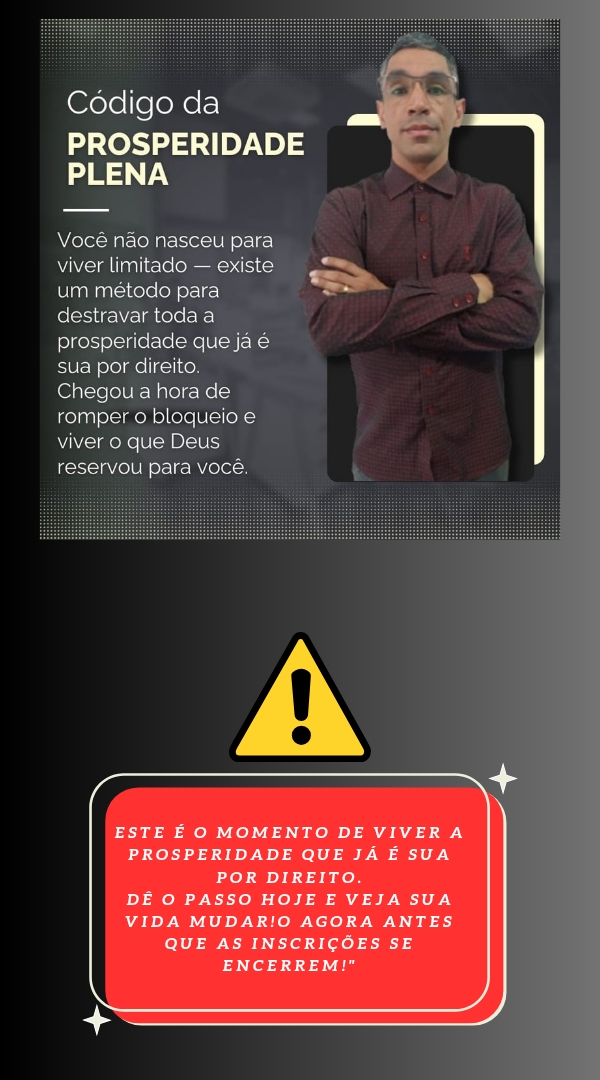 Código da
PROSPERIDADE
PLENA
Você não nasceu para
viver limitado — existe
um método para
destravar toda a
prosperidade que já é
sua por direito.
Chegou a hora de
romper o bloqueio e
viver o que Deus
reservou para você.
ESTE É O MOMENTO DE VIVER A
PROSPERIDADE QUE JÁ É SUA
POR DIREITO.
DÊ O PASSO HOJE E VEJA SUA
VIDA MUDAR!O AGORA ANTES
QUE AS INSCRIÇÕES SE
ENCERREM!"